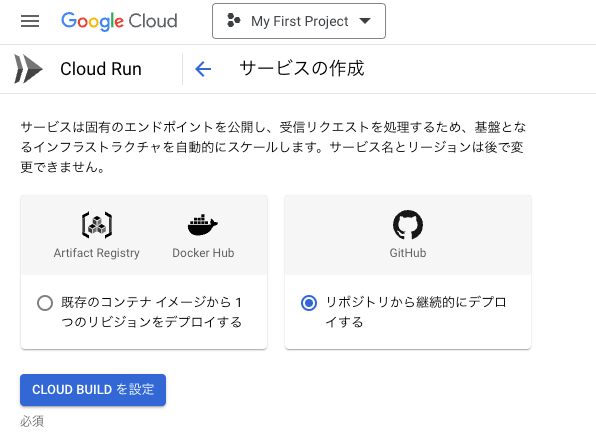 Google Cloud
My First Project
Cloud Run
サービスの作成
サービスは固有のエンドポイントを公開し、受信リクエストを処理するため、基盤とな
るインフラストラクチャを自動的にスケールします。サービス名とリージョンは後で変
更できません。
Artifact Registry
Docker Hub
GitHub
既存のコンテナ イメージから 1
つのリビジョンをデプロイする
リポジトリから継続的にデプロ
イする
CLOUD BUILD を設定
必須